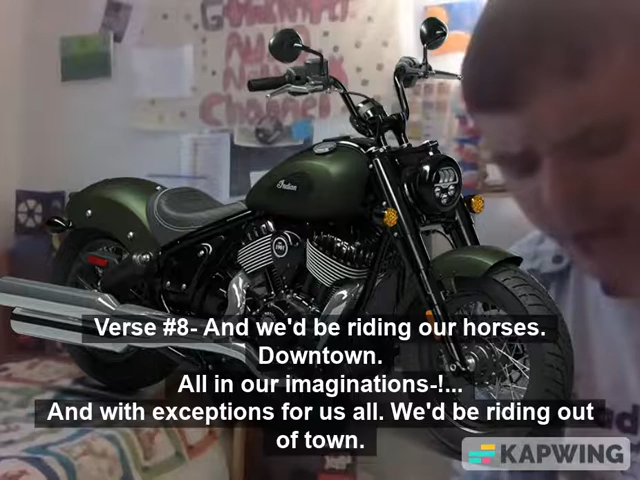 Indian
Verse #8- And we'd be riding our horses.
Downtown.
All in our imaginations-!...
And with exceptions for us all. We'd be riding out
of town.
KAPWING